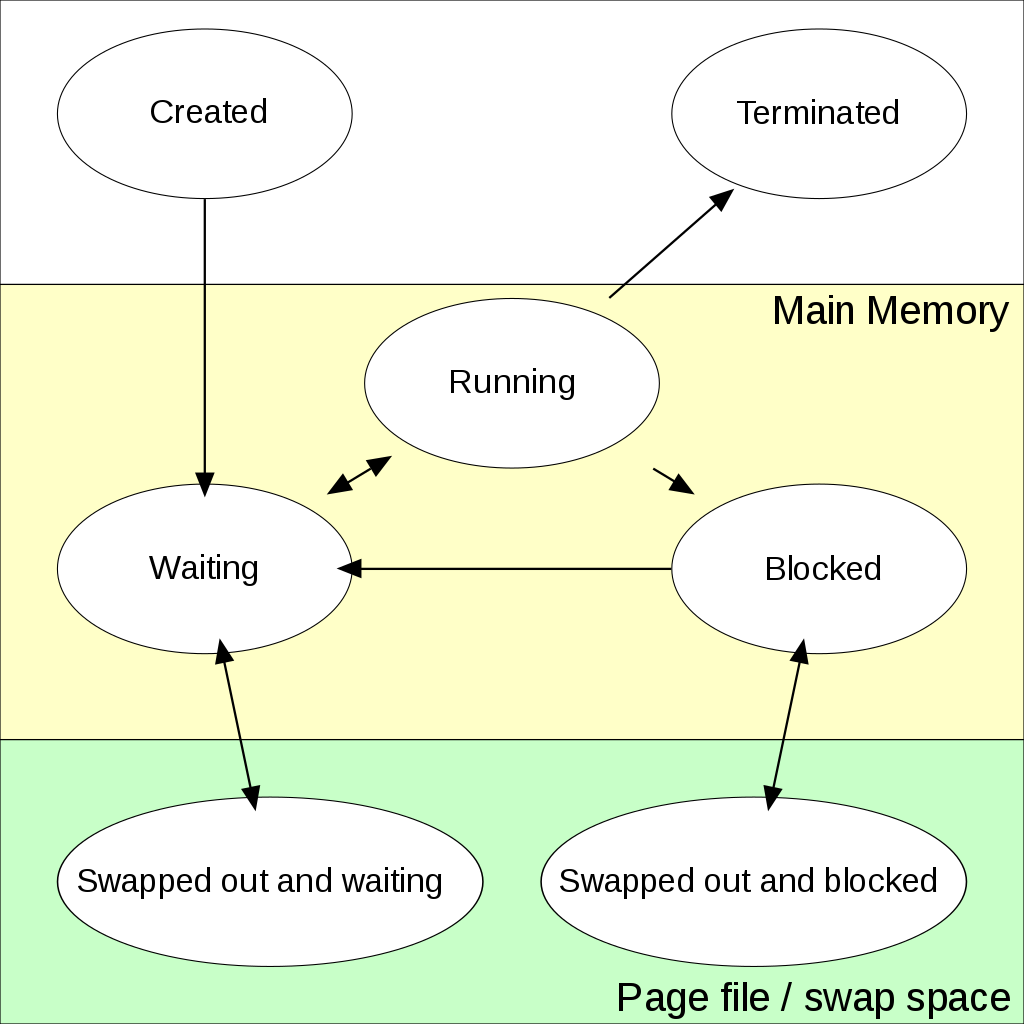 Created
Terminated
Main Memory
Running
Waiting
Blocked
Swapped out and waiting
Swapped out and blocked
Page file / swap space